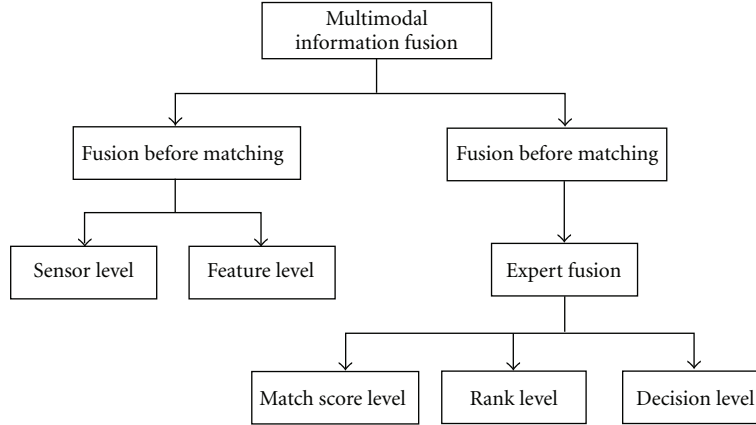 Multimodal
information fusion
Fusion before matching
Fusion before matching
Sensor level
Feature level
Expert fusion
Match score level
Rank level
Decision level